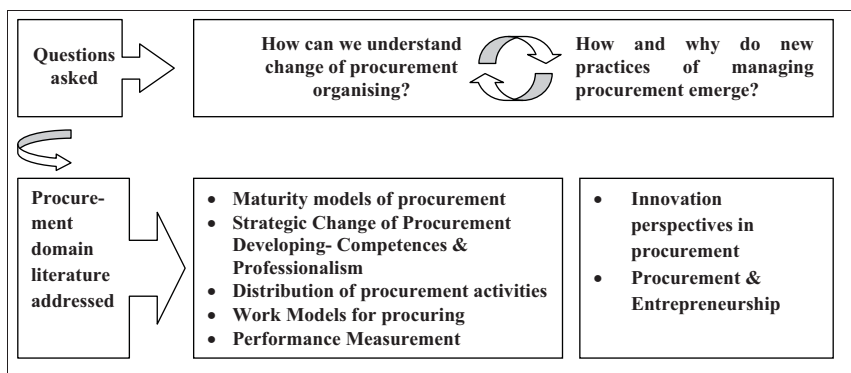 Questions
asked
How can we understand
change of procurement
organising?
How and why do new
practices of managing
procurement emerge?
Procure-
ment
domain
literature
addressed
• Maturity models of procurement
• Strategic Change of Procurement
Developing- Competences &
Professionalism
• Distribution of procurement activities
• Work Models for procuring
• Performance Measurement
• Innovation
perspectives in
procurement
• Procurement &
Entrepreneurship